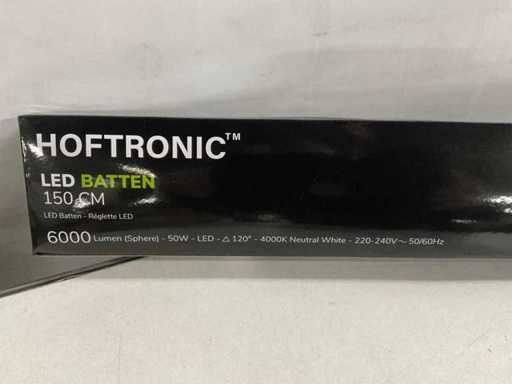 HOFTRONIC™
LED BATTEN
150 CM
LED Batten - Réglette LED
6000 Lumen (Sphere) - 50W - LED - △ 120° - 4000K Neutral White - 220-240V~ 50/60Hz